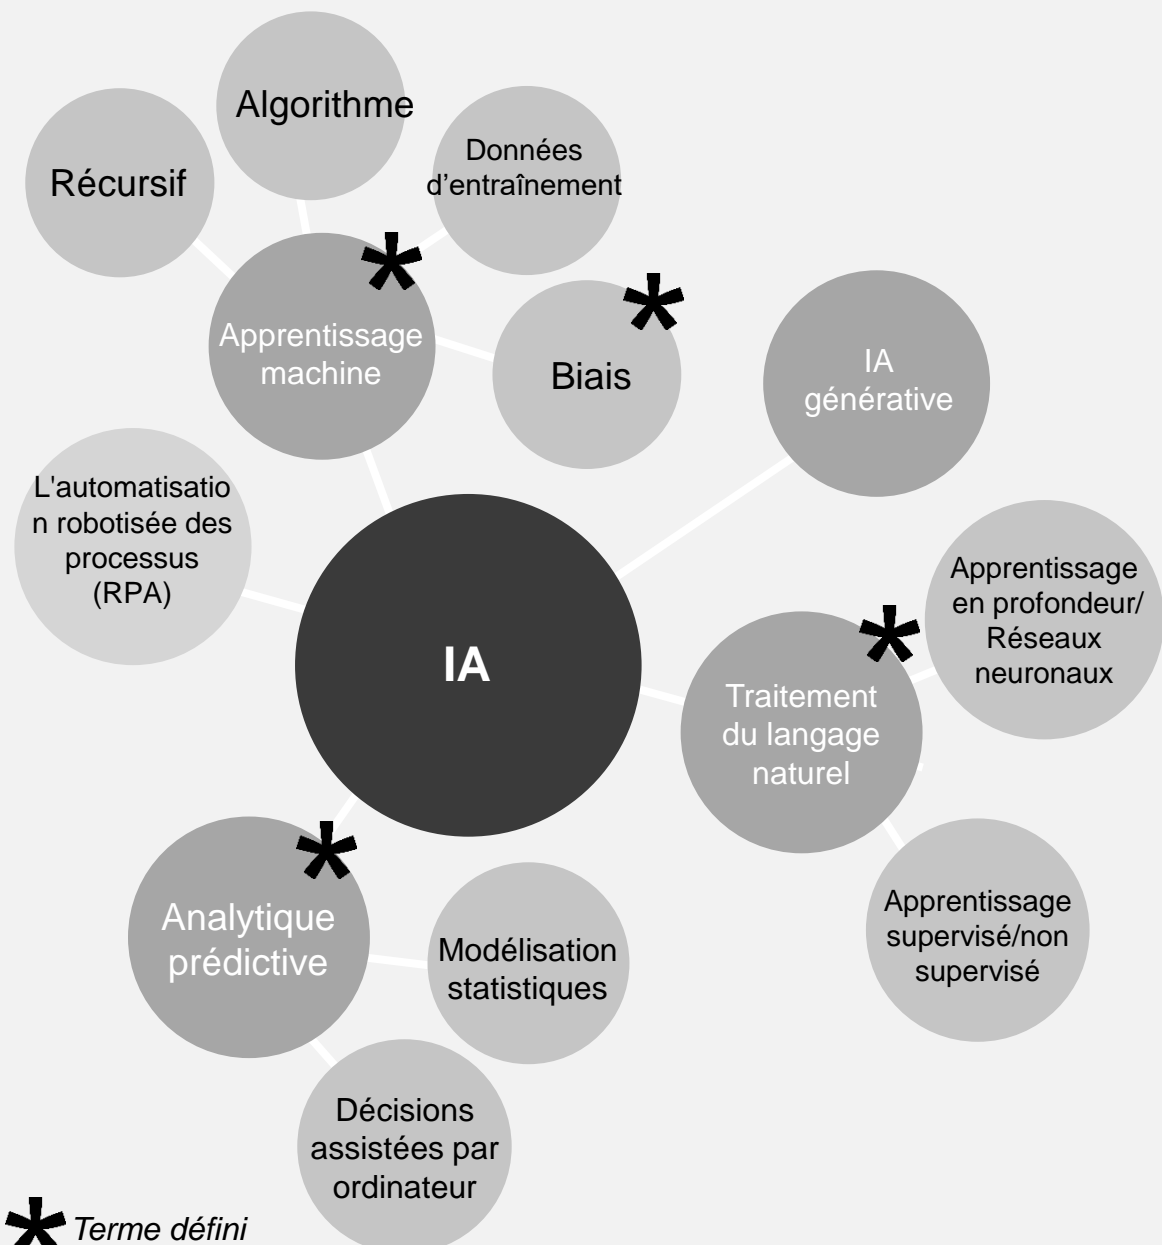 Algorithme
Récursif
Données
d’entraînement
Apprentissage
machine
Biais
IA
générative
L'automatisatio
n robotisée des
processus
(RPA)
IA
Apprentissage
en profondeur/
Réseaux
neuronaux
Traitement
du langage
naturel
Apprentissage
supervisé/non
supervisé
Analytique
prédictive
Modélisation
statistiques
Décisions
assistées par
ordinateur
* Terme défini